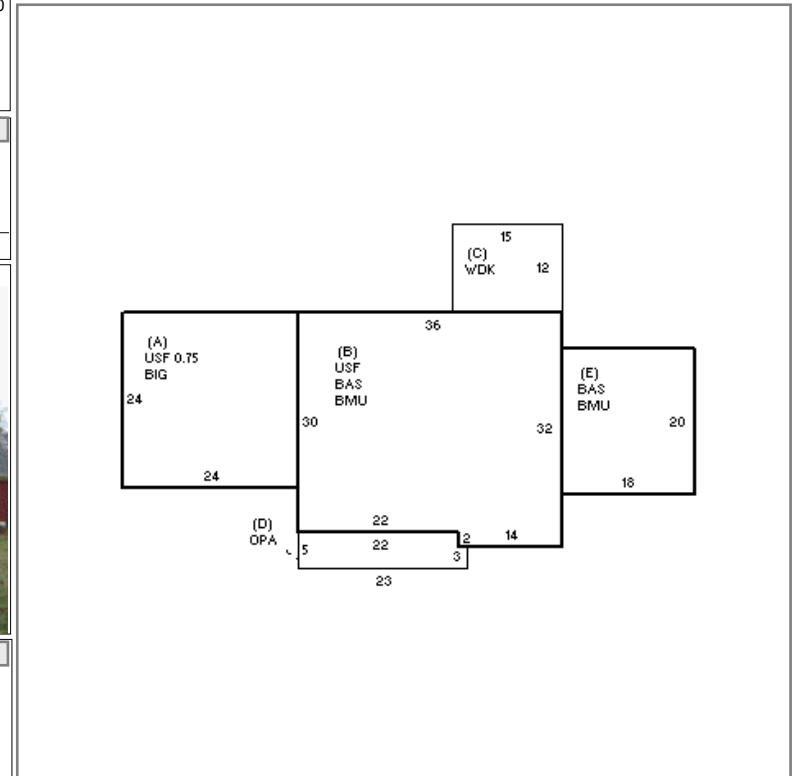 15
(C)
WDK
12
36
(A)
USF 0.75
BIG
(B)
USF
BAS
BMU
(E)
BAS
BMU
24
30
32
20
24
18
(D)
OPA
22
22
2
14
5
3
23